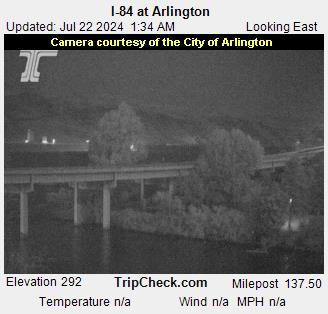 I-84 at Arlington
Updated: Jul 22 2024 1:34 AM Looking East
Camera courtesy of the City of Arlington
Elevation 292 TripCheck.com Milepost 137.50
Temperature n/a Wind n/a MPH n/a